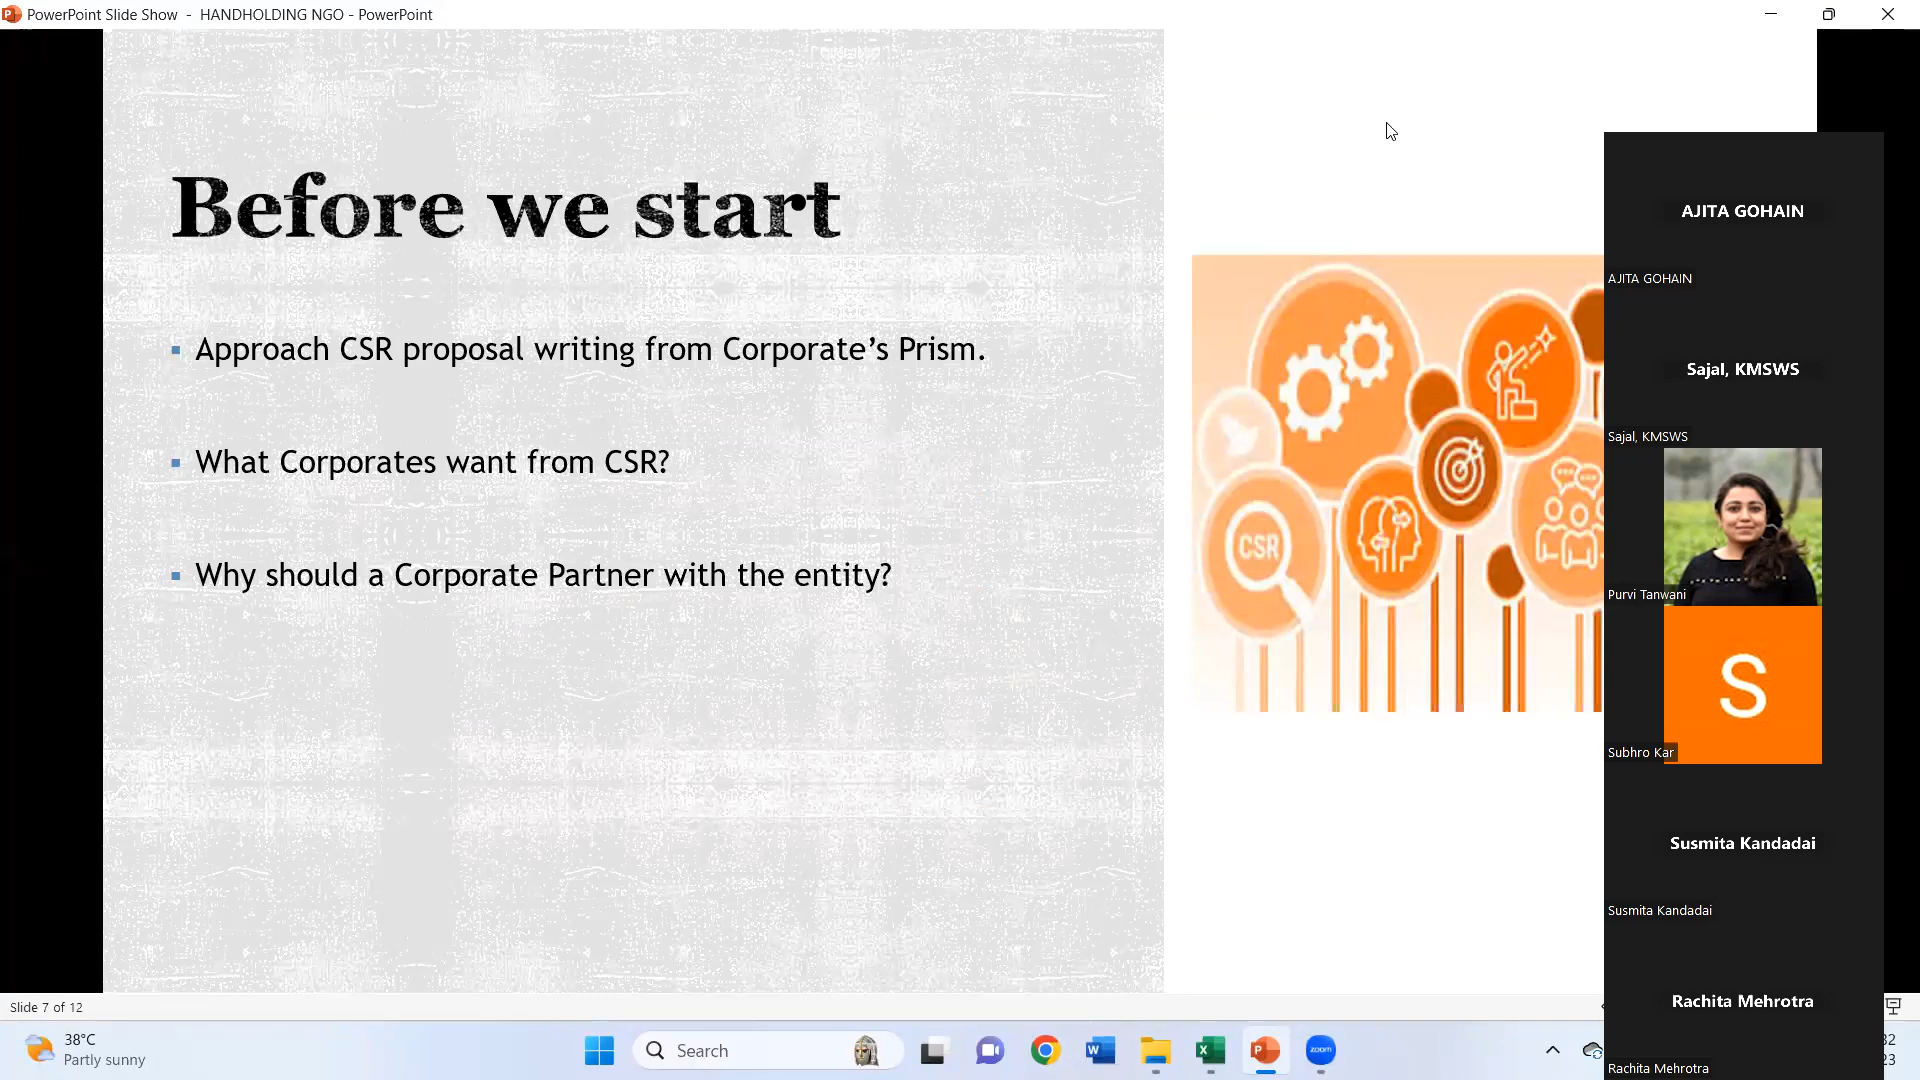 PowerPoint Slide Show - HANDHOLDING NGO - PowerPoint
Before we start
Approach CSR proposal writing from Corporate’s Prism.
What Corporates want from CSR?
Why should a Corporate Partner with the entity?
CSR
AJITA GOHAIN
AJITA GOHAIN
Sajal, KMSWS
Sajal, KMSWS
Purvi Tanwani
S
Subhro Kar
Susmita Kandadai
Susmita Kandadai
Rachita Mehrotra
Rachita Mehrotra
Slide 7 of 12
38°C
Partly sunny
Search
zoom
32
23